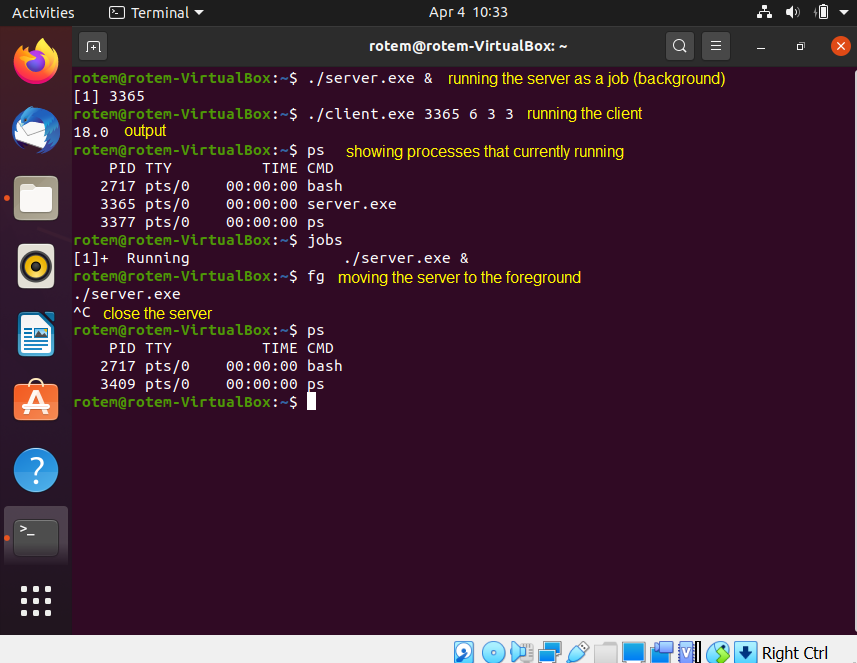 Activities Terminal Apr 4 10:33
rotem@rotem-VirtualBox: ~
rotem@rotem-VirtualBox:~$ ./server.exe & running the server as a job (background)
[1] 3365
rotem@rotem-VirtualBox:~$ ./client.exe 3365 6 3 3 running the client
18.0 output
rotem@rotem-VirtualBox:~$ ps showing processes that currently running
PID TTY TIME CMD
2717 pts/0 00:00:00 bash
3365 pts/0 00:00:00 server.exe
3377 pts/0 00:00:00 ps
rotem@rotem-VirtualBox:~$ jobs
[1]+ Running ./server.exe &
rotem@rotem-VirtualBox:~$ fg moving the server to the foreground
./server.exe
^C close the server
rotem@rotem-VirtualBox:~$ ps
PID TTY TIME CMD
2717 pts/0 00:00:00 bash
3409 pts/0 00:00:00 ps
rotem@rotem-VirtualBox:~$
Right Ctrl